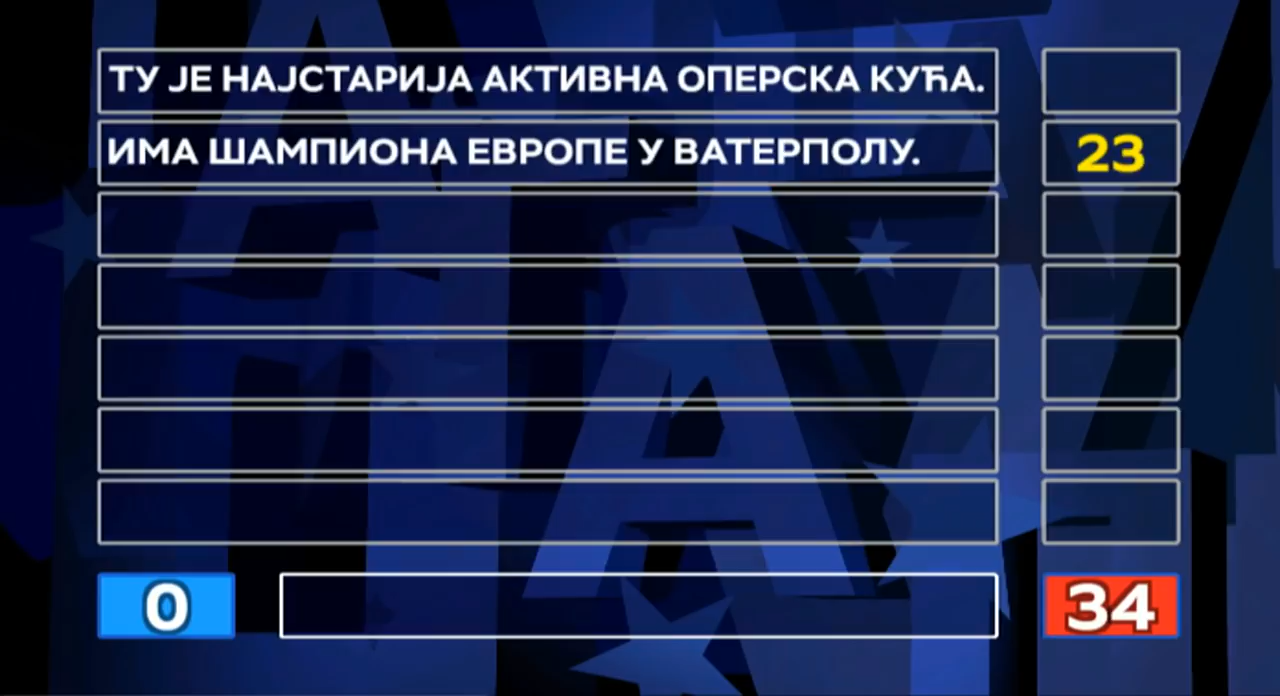 ТУ ЈЕ НАЈСТАРИЈА АКТИВНА ОПЕРСКА КУЋА.
ИМА ШАМПИОНА ЕВРОПЕ У ВАТЕРПОЛУ. 23
0 34